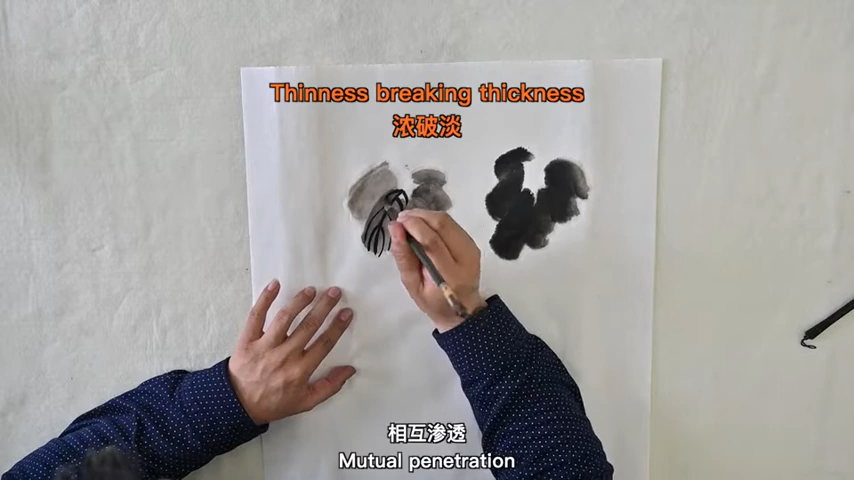 Thinness breaking thickness
浓破淡
相互渗透
Mutual penetration